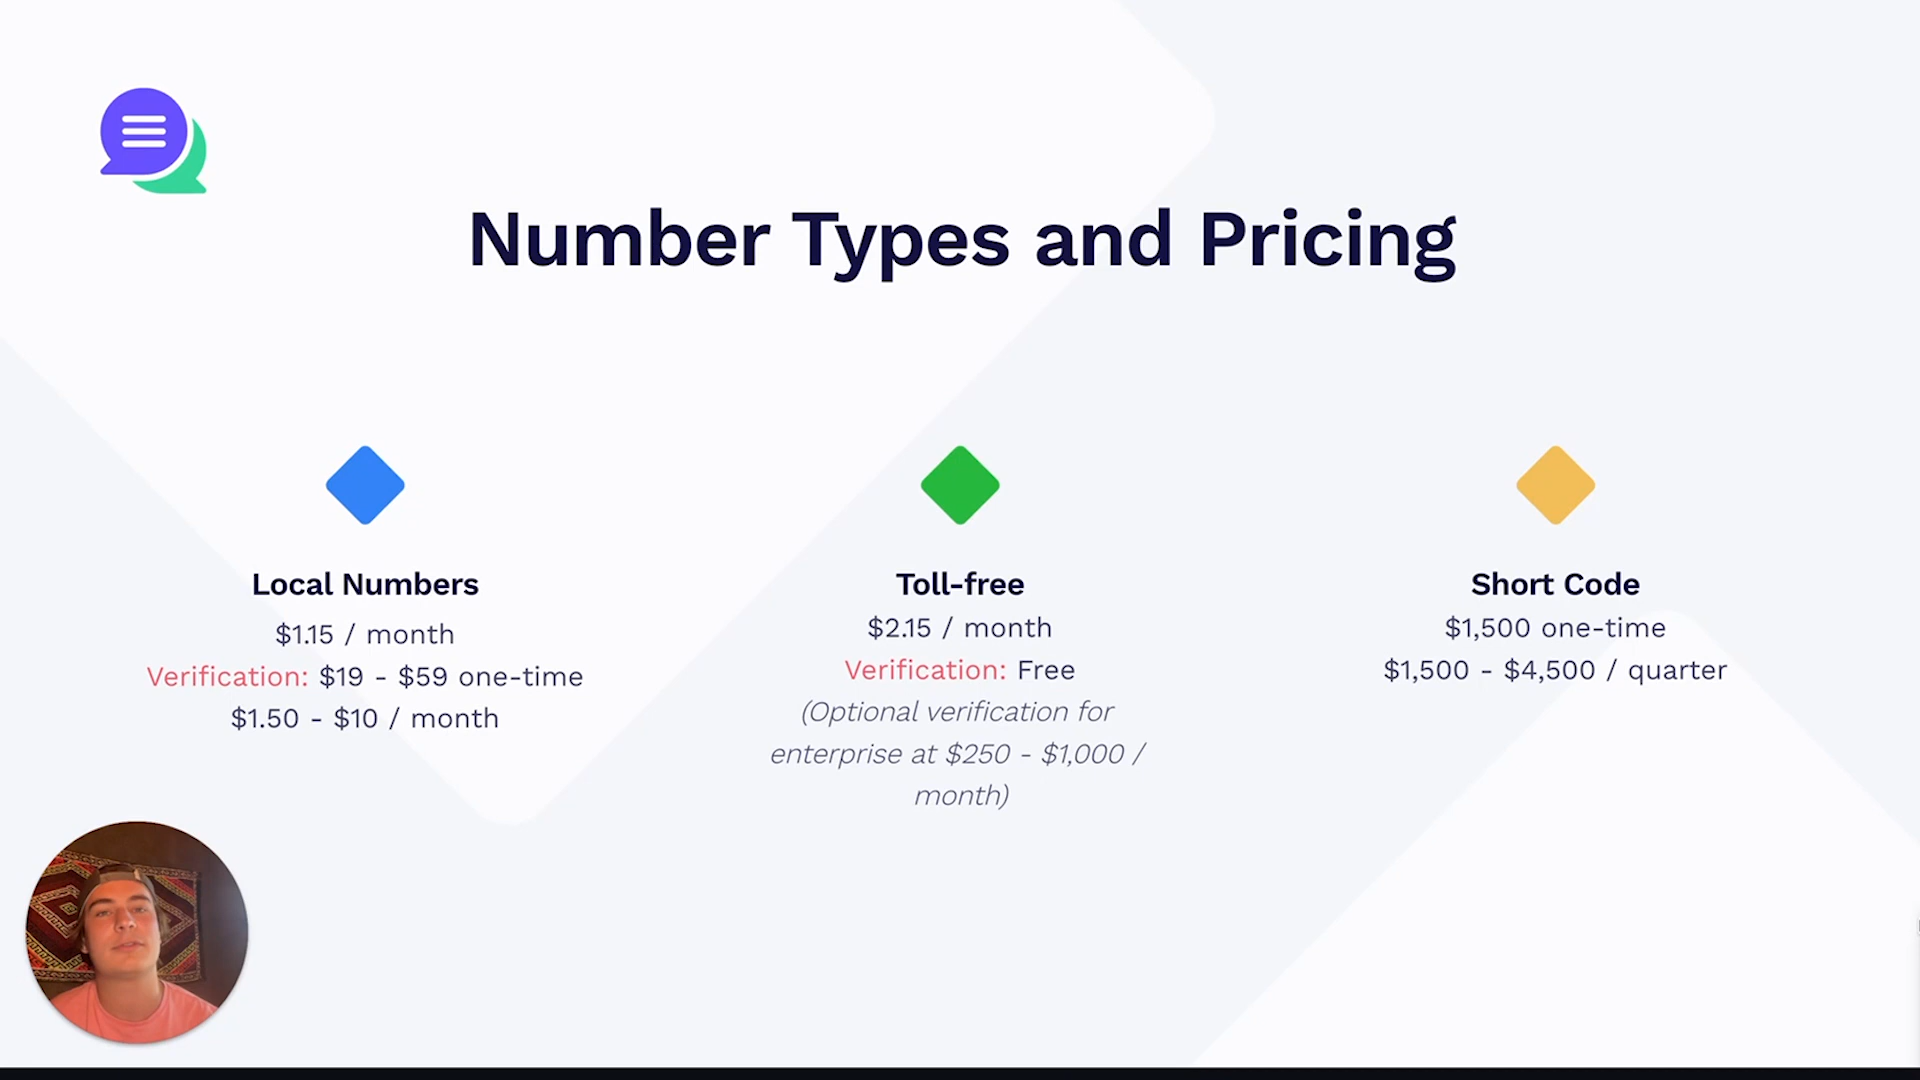 Number Types and Pricing
Local Numbers
$1.15 / month
Verification: $19 - $59 one-time
$1.50 - $10 / month
Toll-free
$2.15 / month
Verification: Free
(Optional verification for
enterprise at $250 - $1,000 /
month)
Short Code
$1,500 one-time
$1,500 - $4,500 / quarter